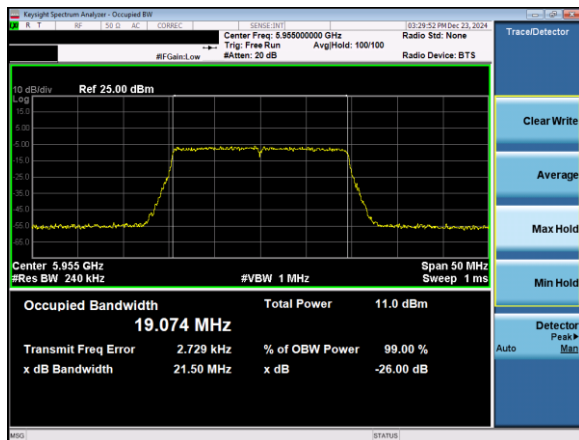 Keysight Spectrum Analyzer - Occupied BW
R T RF 50 Ω AC CORREC SENSE:INT 03:29:52 PM Dec 23, 2024
Center Freq: 5.955000000 GHz Radio Std: None
Trig: Free Run Avg|Hold: 100/100
#IFGain:Low #Atten: 20 dB Radio Device: BTS
Trace/Detector
10 dB/div Ref 25.00 dBm
Log
15.0
5.00
-5.00
-15.0
-25.0
-35.0
-45.0
-55.0
-65.0
Clear Write
Average
Max Hold
Min Hold
Detector
Peak▶
Auto Man
Center 5.955 GHz Span 50 MHz
#Res BW 240 kHz #VBW 1 MHz Sweep 1 ms
Occupied Bandwidth Total Power 11.0 dBm
19.074 MHz
Transmit Freq Error 2.729 kHz % of OBW Power 99.00 %
x dB Bandwidth 21.50 MHz x dB -26.00 dB
MSG STATUS